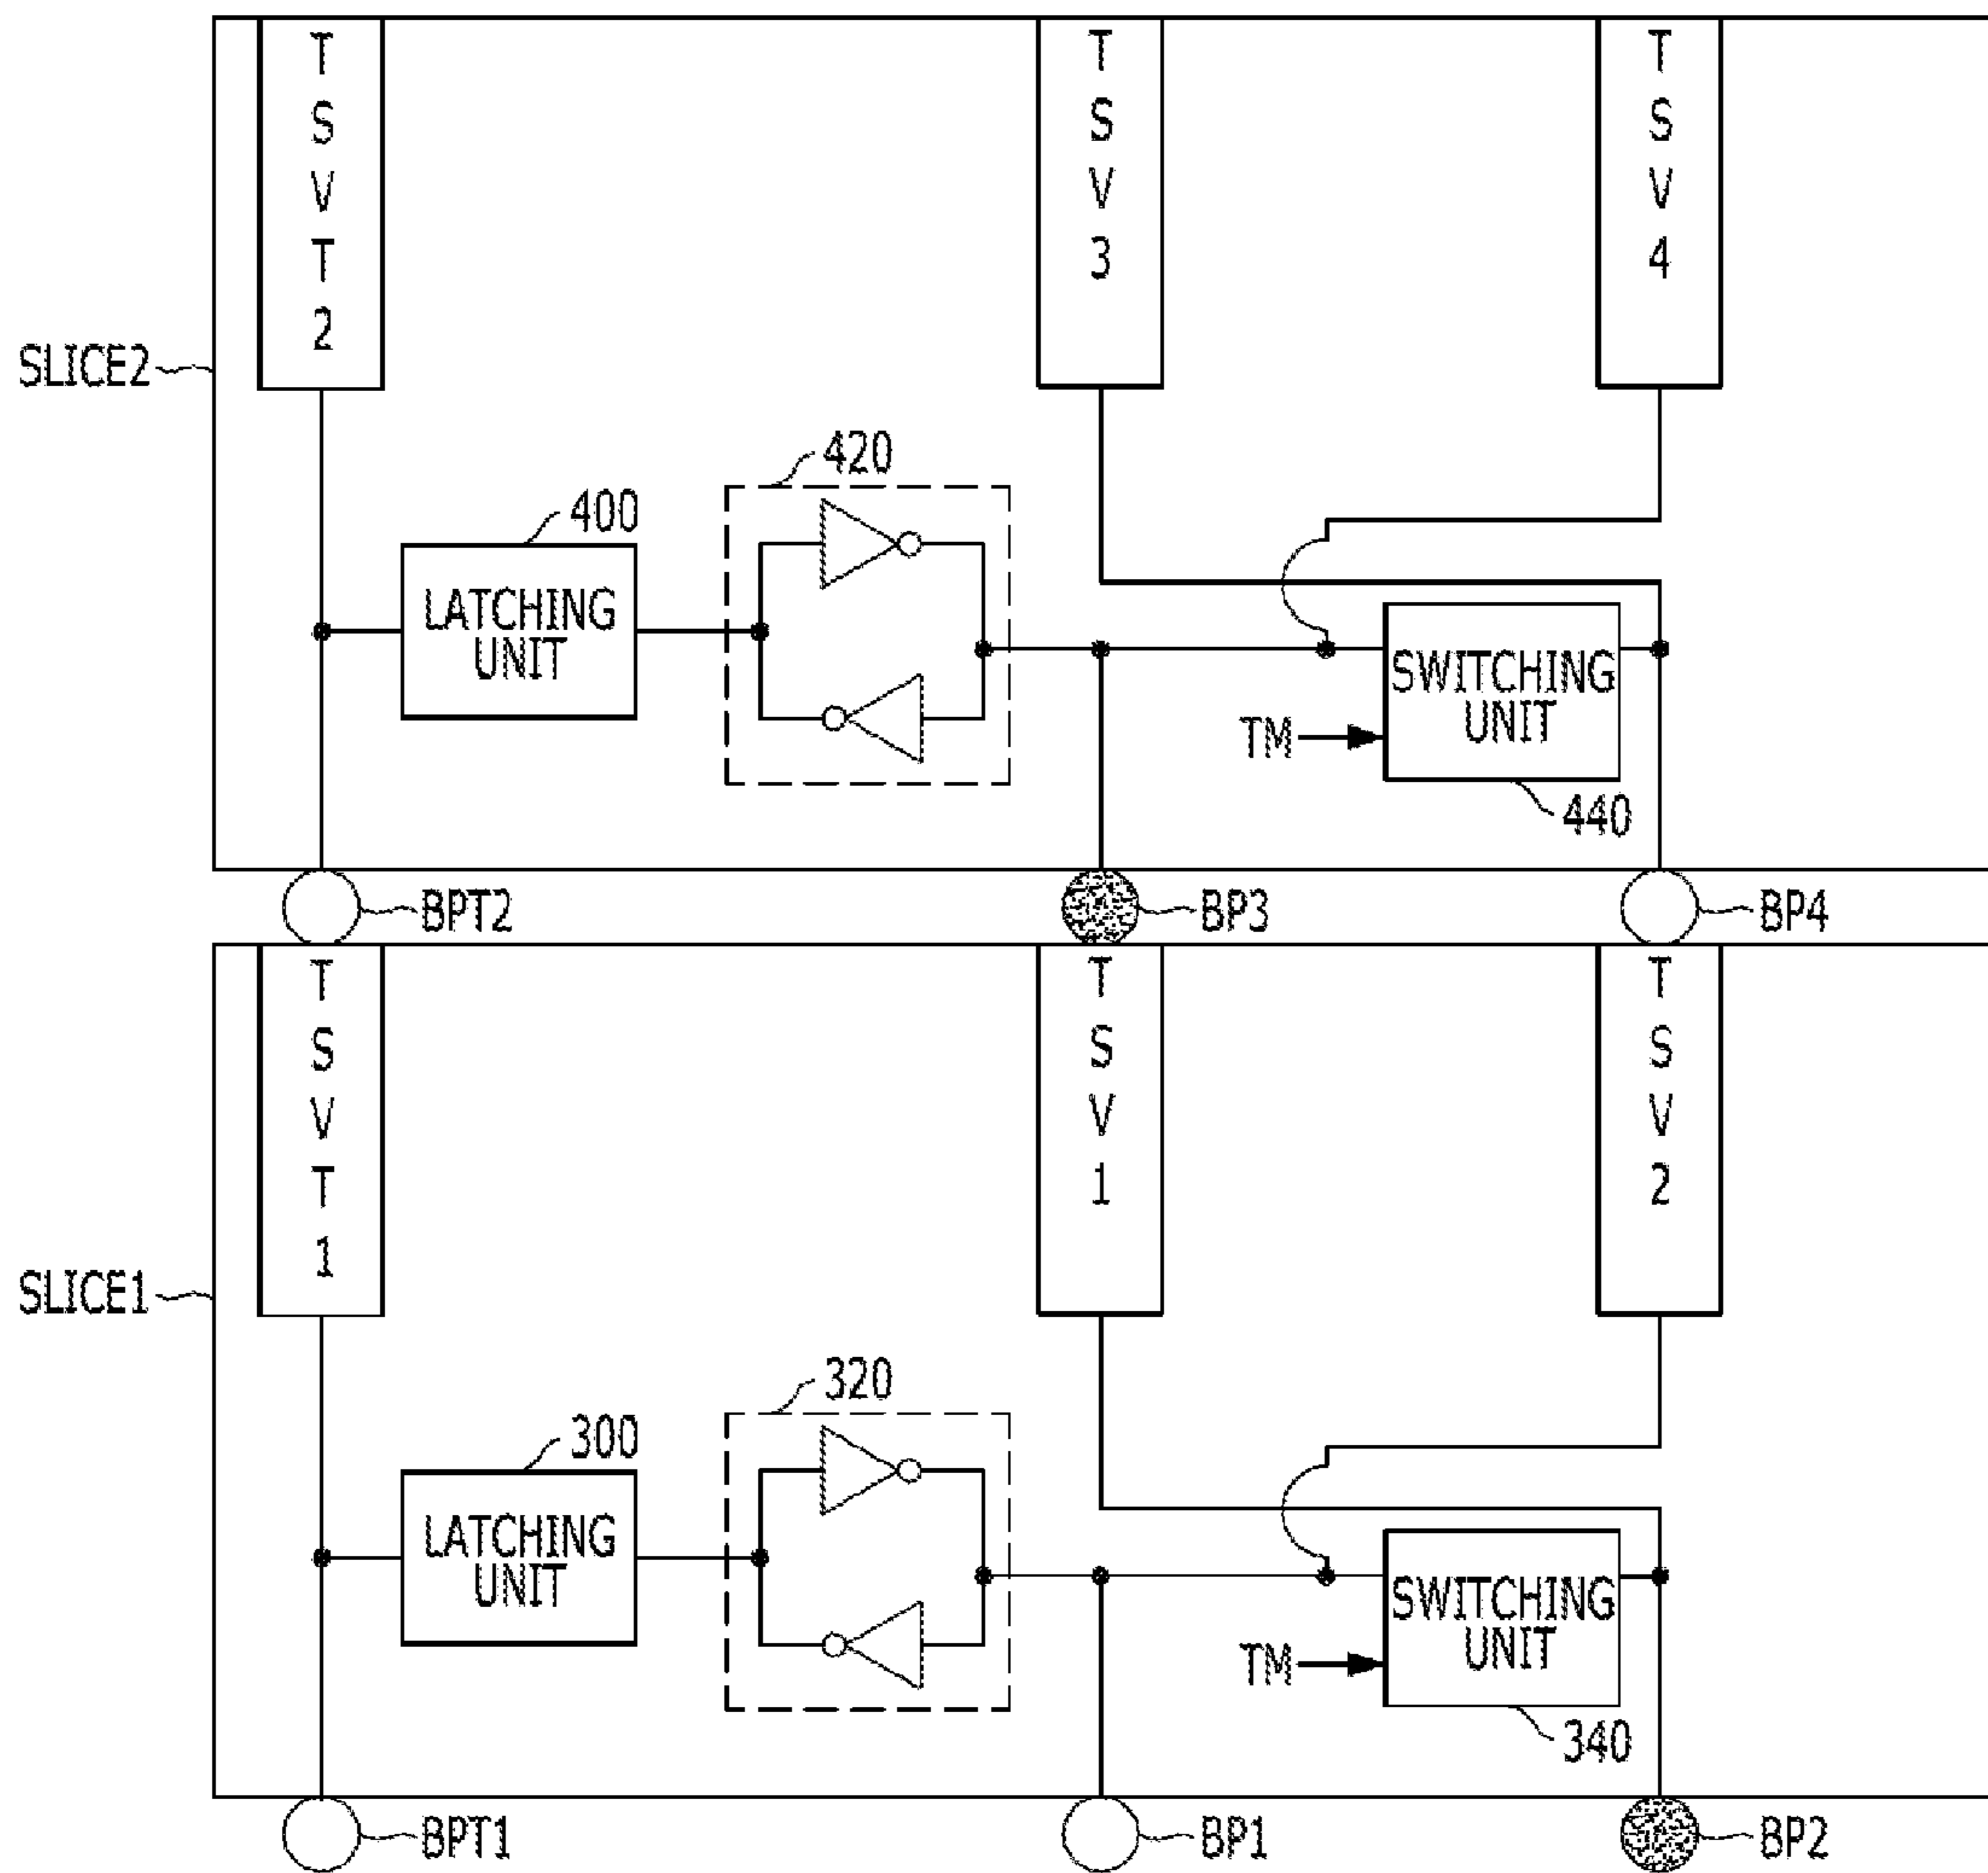 T
S
V
T
2
T
S
V
3
T
S
V
4
SLICE2
420
400
LATCHING
UNIT
SWITCHING
UNIT
TM
440
BPT2
BP3
BP4
T
S
V
T
1
T
S
V
1
T
S
V
2
SLICE1
320
300
LATCHING
UNIT
SWITCHING
UNIT
TM
340
BPT1
BP1
BP2